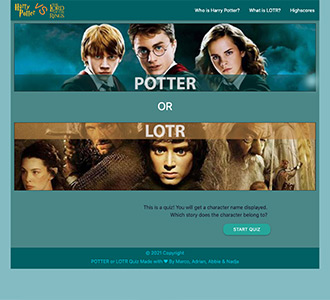 Harry Potter THE LORD OF THE RINGS Who is Harry Potter? What is LOTR? Highscores
POTTER
OR
LOTR
This is a quiz! You will get a character name displayed.
Which story does the character belong to?
START QUIZ
© 2021 Copyright
POTTER or LOTR Quiz Made with ❤ By Marco, Adrian, Abbie & Nadja